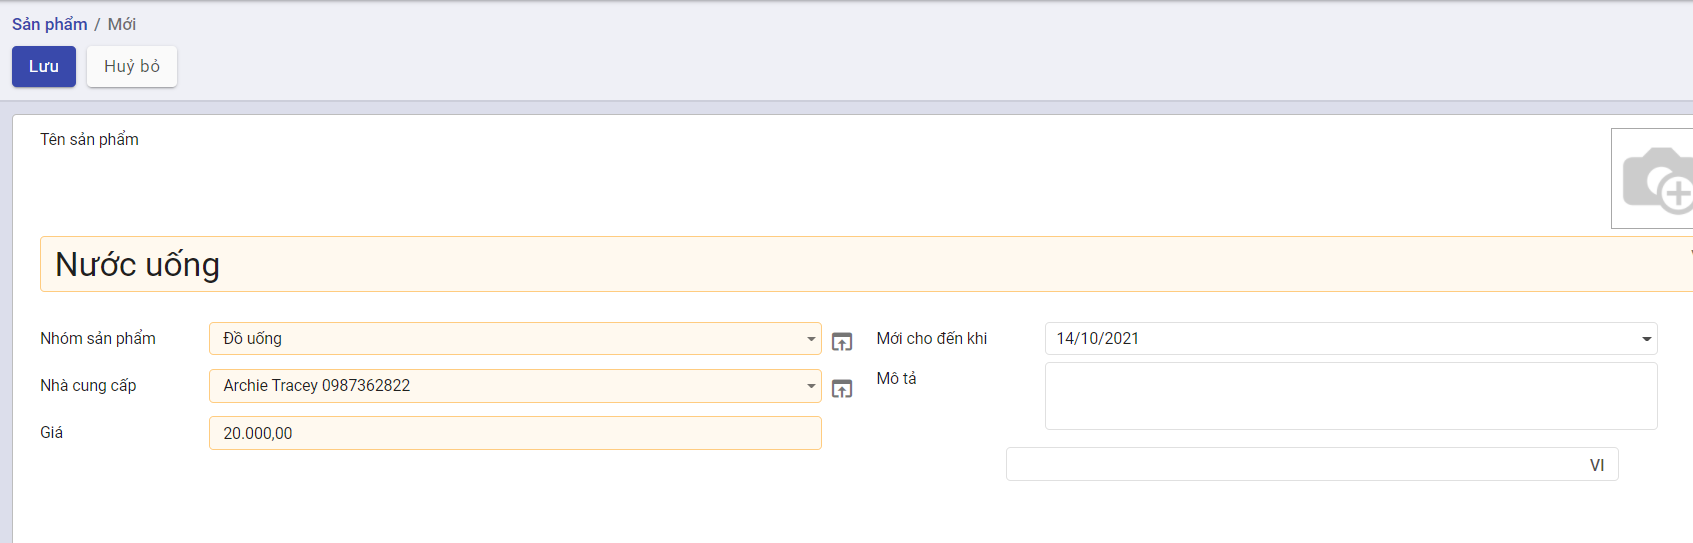 Sản phẩm / Mới
Lưu Huỷ bỏ
Tên sản phẩm
Nước uống
Nhóm sản phẩm Đồ uống
Nhà cung cấp Archie Tracey 0987362822
Giá 20.000,00
Mới cho đến khi 14/10/2021
Mô tả
VI